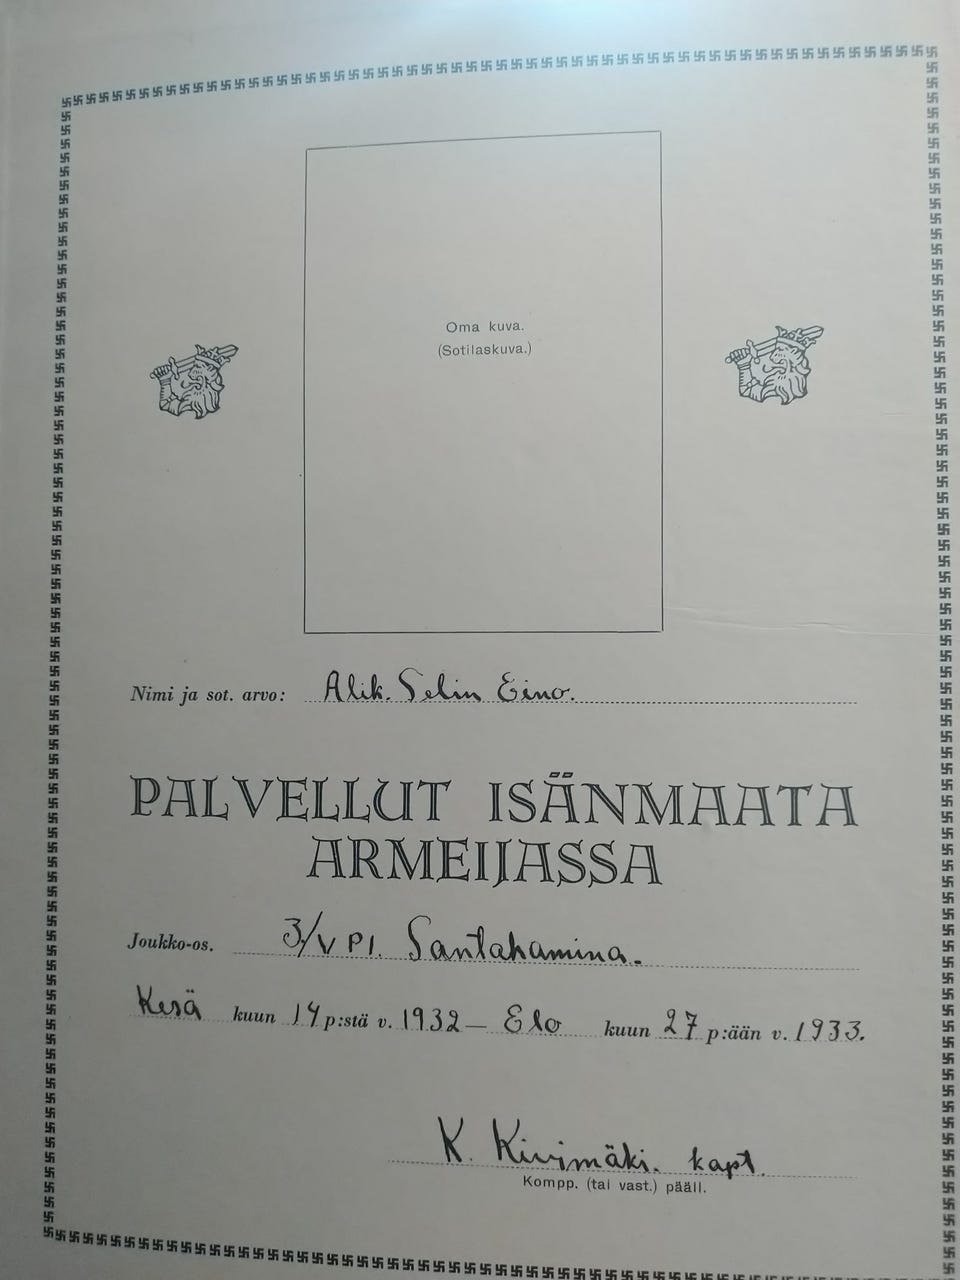 Oma kuva.
(Sotilaskuva.)
Nimi ja sot. arvo: Alik. Selin Eino.
PALVELLUT ISÄNMAATA
ARMEIJASSA
Joukko-os. 3/VPI. Santahamina.
Kesä kuun 14 p:stä v. 1932 — Elo kuun 27 p:ään v. 1933.
K. Kivimäki. kapt.
Kompp. (tai vast.) pääll.